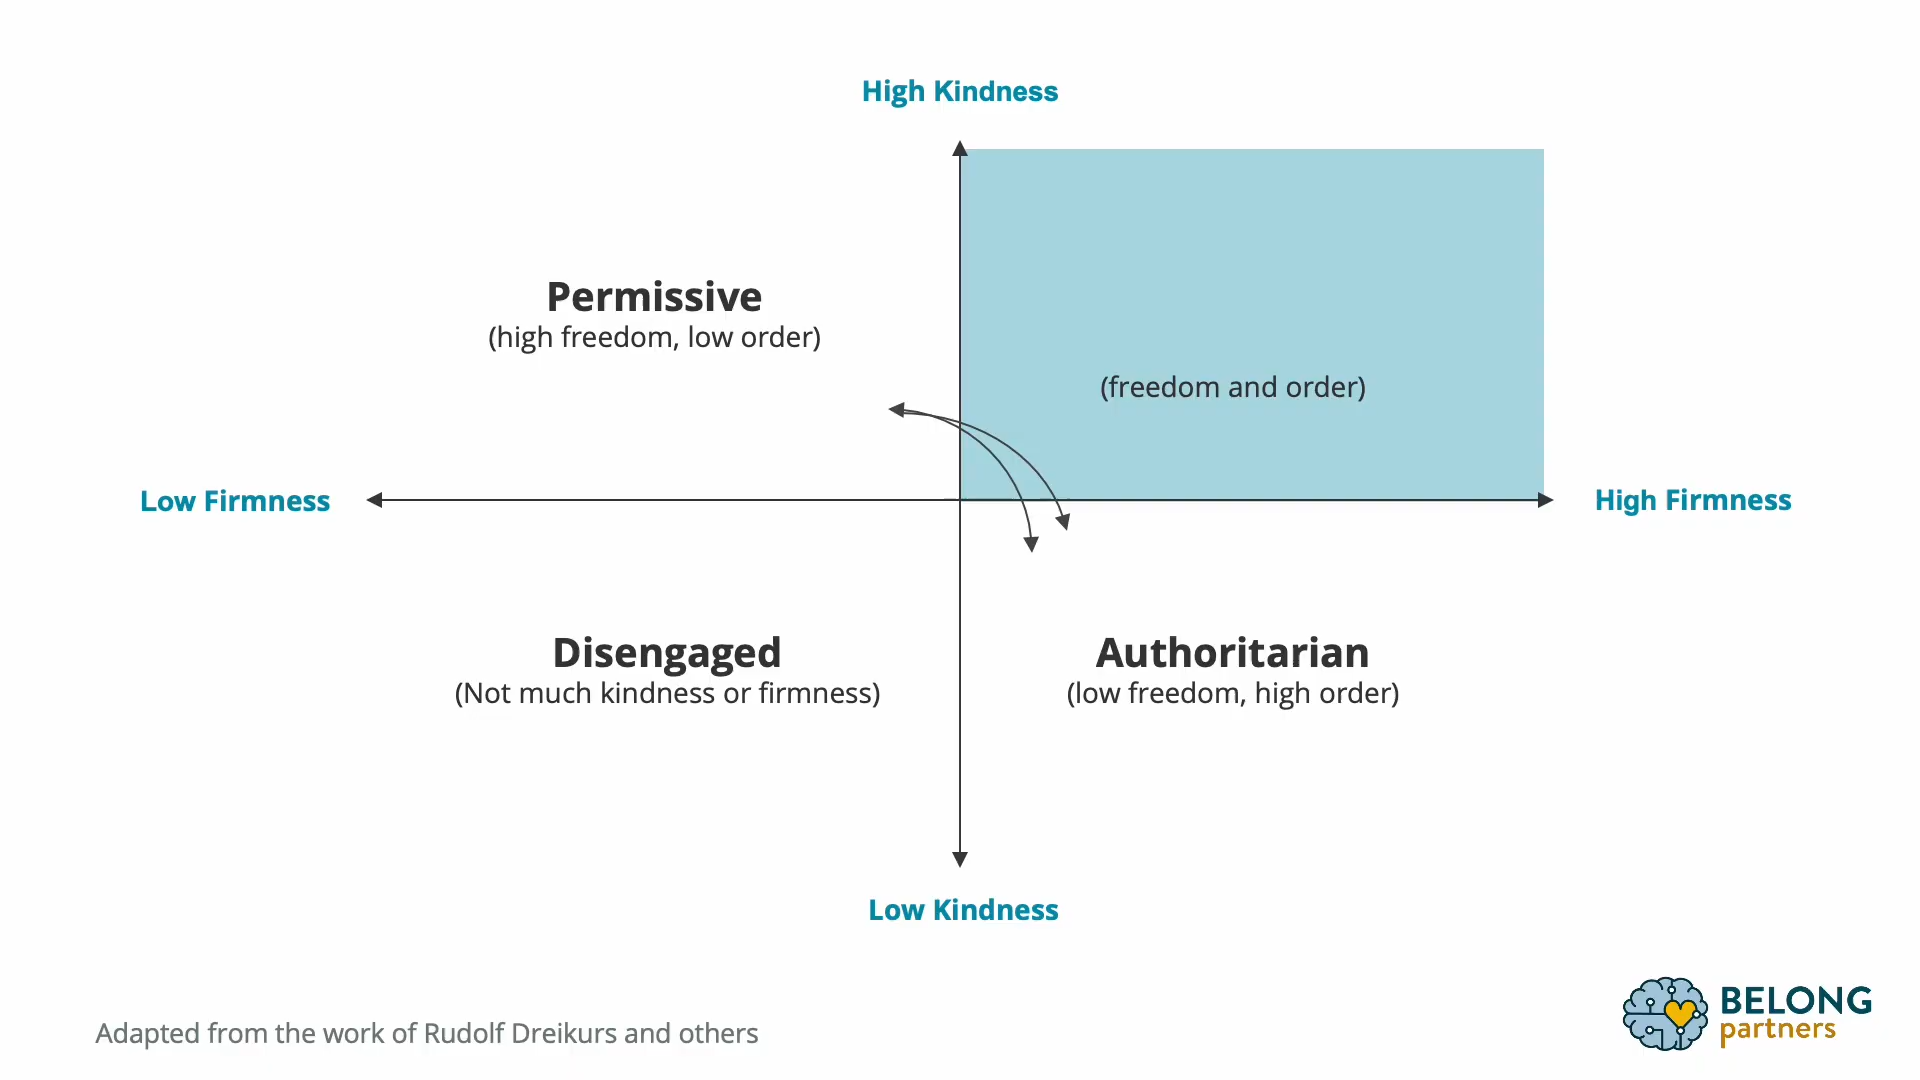 High Kindness
Permissive
(high freedom, low order)
(freedom and order)
Low Firmness
High Firmness
Disengaged
(Not much kindness or firmness)
Authoritarian
(low freedom, high order)
Low Kindness
Adapted from the work of Rudolf Dreikurs and others
BELONG
partners